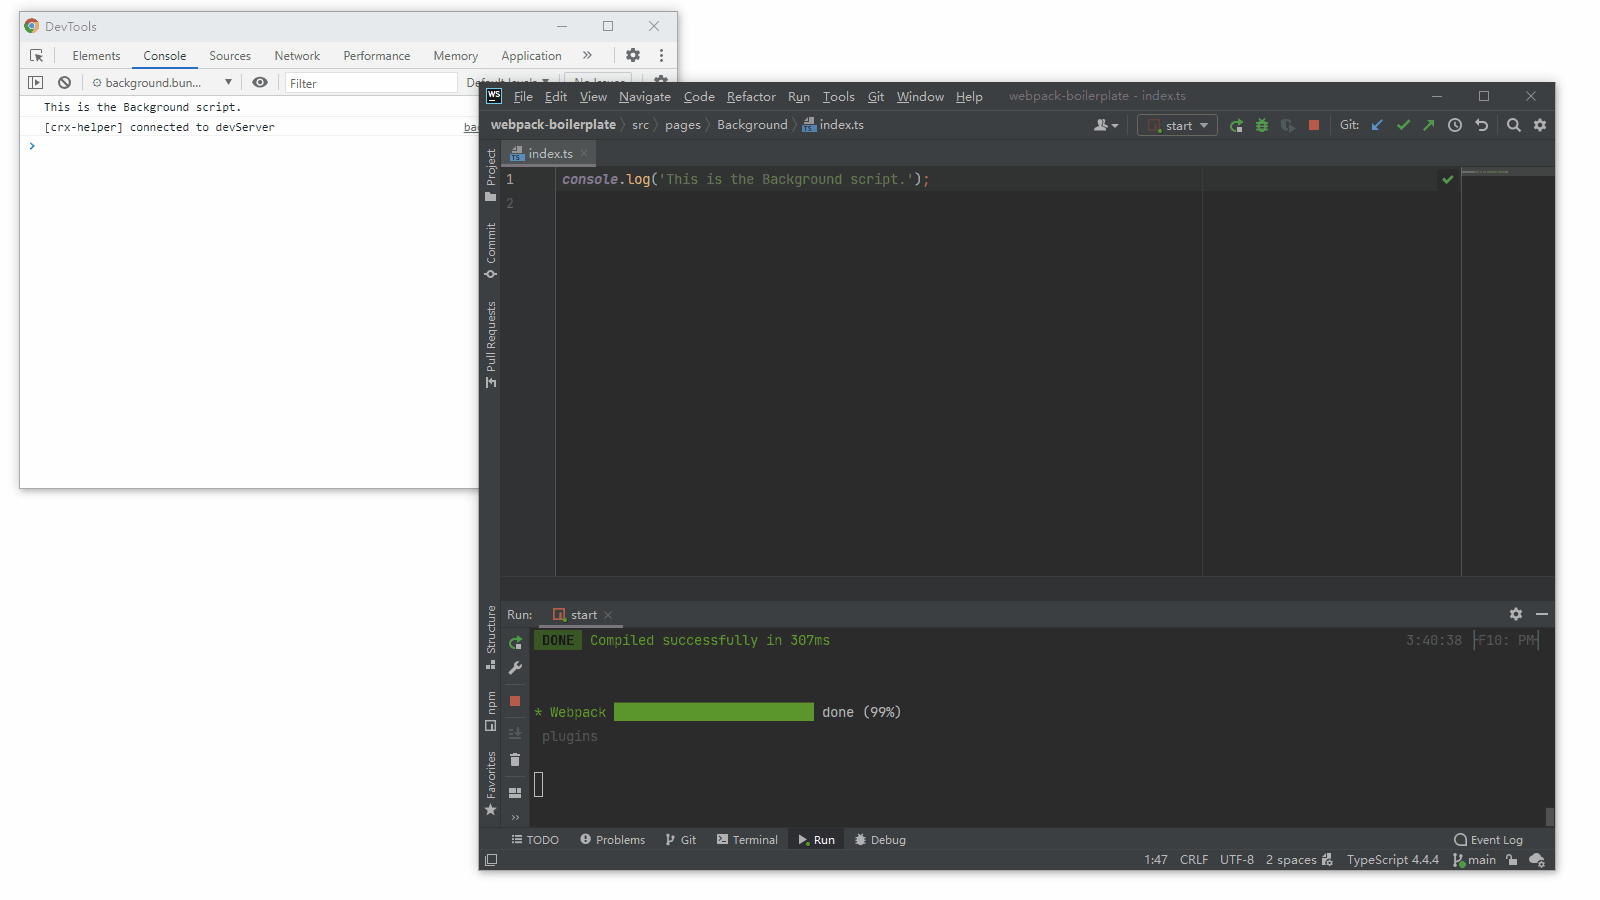 DevTools
Elements Console Sources Network Performance Memory Application »
background.bun... Filter
This is the Background script.
[crx-helper] connected to devServer
WS File Edit View Navigate Code Refactor Run Tools Git Window Help webpack-boilerplate - index.ts
webpack-boilerplate src pages Background index.ts start Git:
index.ts
Project
Commit
Pull Requests
Structure
npm
Favorites
1 console.log('This is the Background script.');
2
Run: start
DONE Compiled successfully in 307ms 3:40:38 F10: PM
* Webpack done (99%)
plugins
TODO Problems Git Terminal Run Debug Event Log
1:47 CRLF UTF-8 2 spaces TypeScript 4.4.4 main